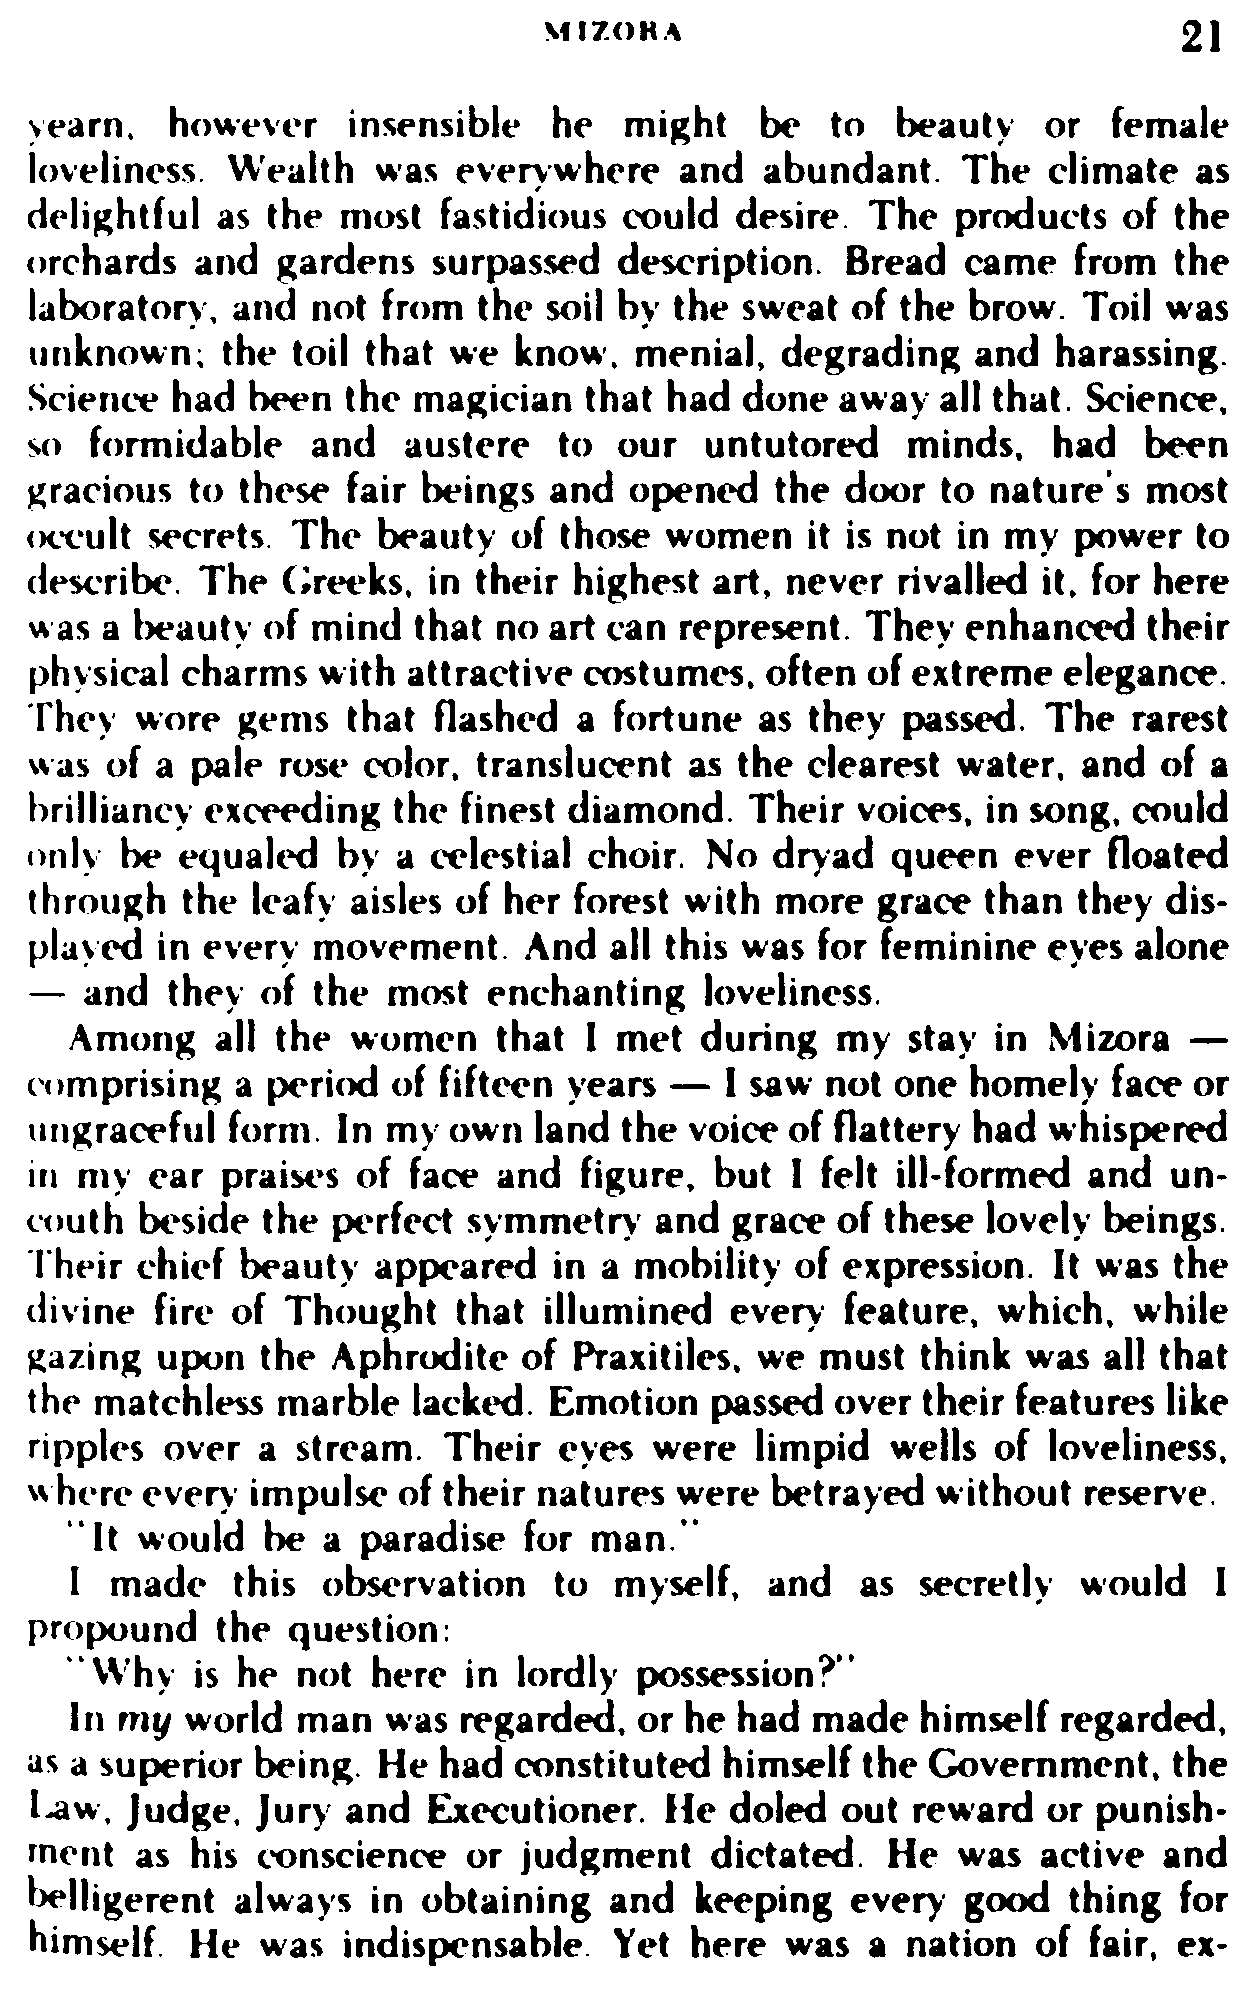 MIZORA 21
yearn, however insensible he might be to beauty or female
loveliness. Wealth was everywhere and abundant. The climate as
delightful as the most fastidious could desire. The products of the
orchards and gardens surpassed description. Bread came from the
laboratory, and not from the soil by the sweat of the brow. Toil was
unknown; the toil that we know, menial, degrading and harassing.
Science had been the magician that had done away all that. Science,
so formidable and austere to our untutored minds, had been
gracious to these fair beings and opened the door to nature's most
occult secrets. The beauty of those women it is not in my power to
describe. The Greeks, in their highest art, never rivalled it, for here
was a beauty of mind that no art can represent. They enhanced their
physical charms with attractive costumes, often of extreme elegance.
They wore gems that flashed a fortune as they passed. The rarest
was of a pale rose color, translucent as the clearest water, and of a
brilliancy exceeding the finest diamond. Their voices, in song, could
only be equaled by a celestial choir. No dryad queen ever floated
through the leafy aisles of her forest with more grace than they dis-
played in every movement. And all this was for feminine eyes alone
— and they of the most enchanting loveliness.
Among all the women that I met during my stay in Mizora —
comprising a period of fifteen years — I saw not one homely face or
ungraceful form. In my own land the voice of flattery had whispered
in my ear praises of face and figure, but I felt ill-formed and un-
couth beside the perfect symmetry and grace of these lovely beings.
Their chief beauty appeared in a mobility of expression. It was the
divine fire of Thought that illumined every feature, which, while
gazing upon the Aphrodite of Praxitiles, we must think was all that
the matchless marble lacked. Emotion passed over their features like
ripples over a stream. Their eyes were limpid wells of loveliness,
where every impulse of their natures were betrayed without reserve.
"It would be a paradise for man."
I made this observation to myself, and as secretly would I
propound the question:
"Why is he not here in lordly possession?"
In my world man was regarded, or he had made himself regarded,
as a superior being. He had constituted himself the Government, the
Law, Judge, Jury and Executioner. He doled out reward or punish-
ment as his conscience or judgment dictated. He was active and
belligerent always in obtaining and keeping every good thing for
himself. He was indispensable. Yet here was a nation of fair, ex-